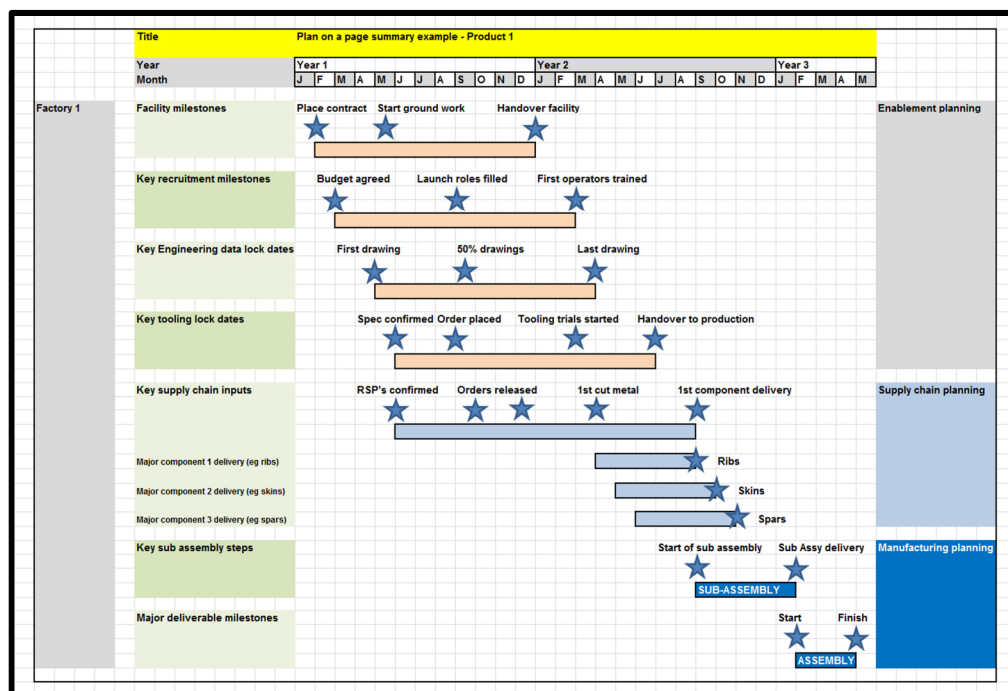 Title Plan on a page summary example - Product 1
Year Year 1 Year 2 Year 3
Month J F M A M J J A S O N D J F M A M J J A S O N D J F M A M
Factory 1 Facility milestones Place contract Start ground work Handover facility Enablement planning
Key recruitment milestones Budget agreed Launch roles filled First operators trained
Key Engineering data lock dates First drawing 50% drawings Last drawing
Key tooling lock dates Spec confirmed Order placed Tooling trials started Handover to production
Key supply chain inputs RSP's confirmed Orders released 1st cut metal 1st component delivery Supply chain planning
Major component 1 delivery (eg ribs) Ribs
Major component 2 delivery (eg skins) Skins
Major component 3 delivery (eg spars) Spars
Key sub assembly steps Start of sub assembly Sub Assy delivery Manufacturing planning
SUB-ASSEMBLY
Major deliverable milestones Start Finish
ASSEMBLY